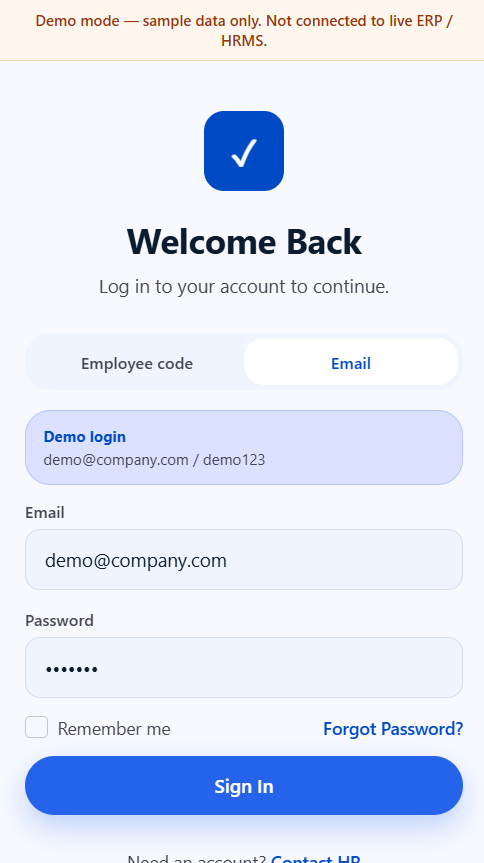 Demo mode — sample data only. Not connected to live ERP /
HRMS.
Welcome Back
Log in to your account to continue.
Employee code
Email
Demo login
demo@company.com / demo123
Email
demo@company.com
Password
•••••••
Remember me
Forgot Password?
Sign In
Need an account? Contact HR